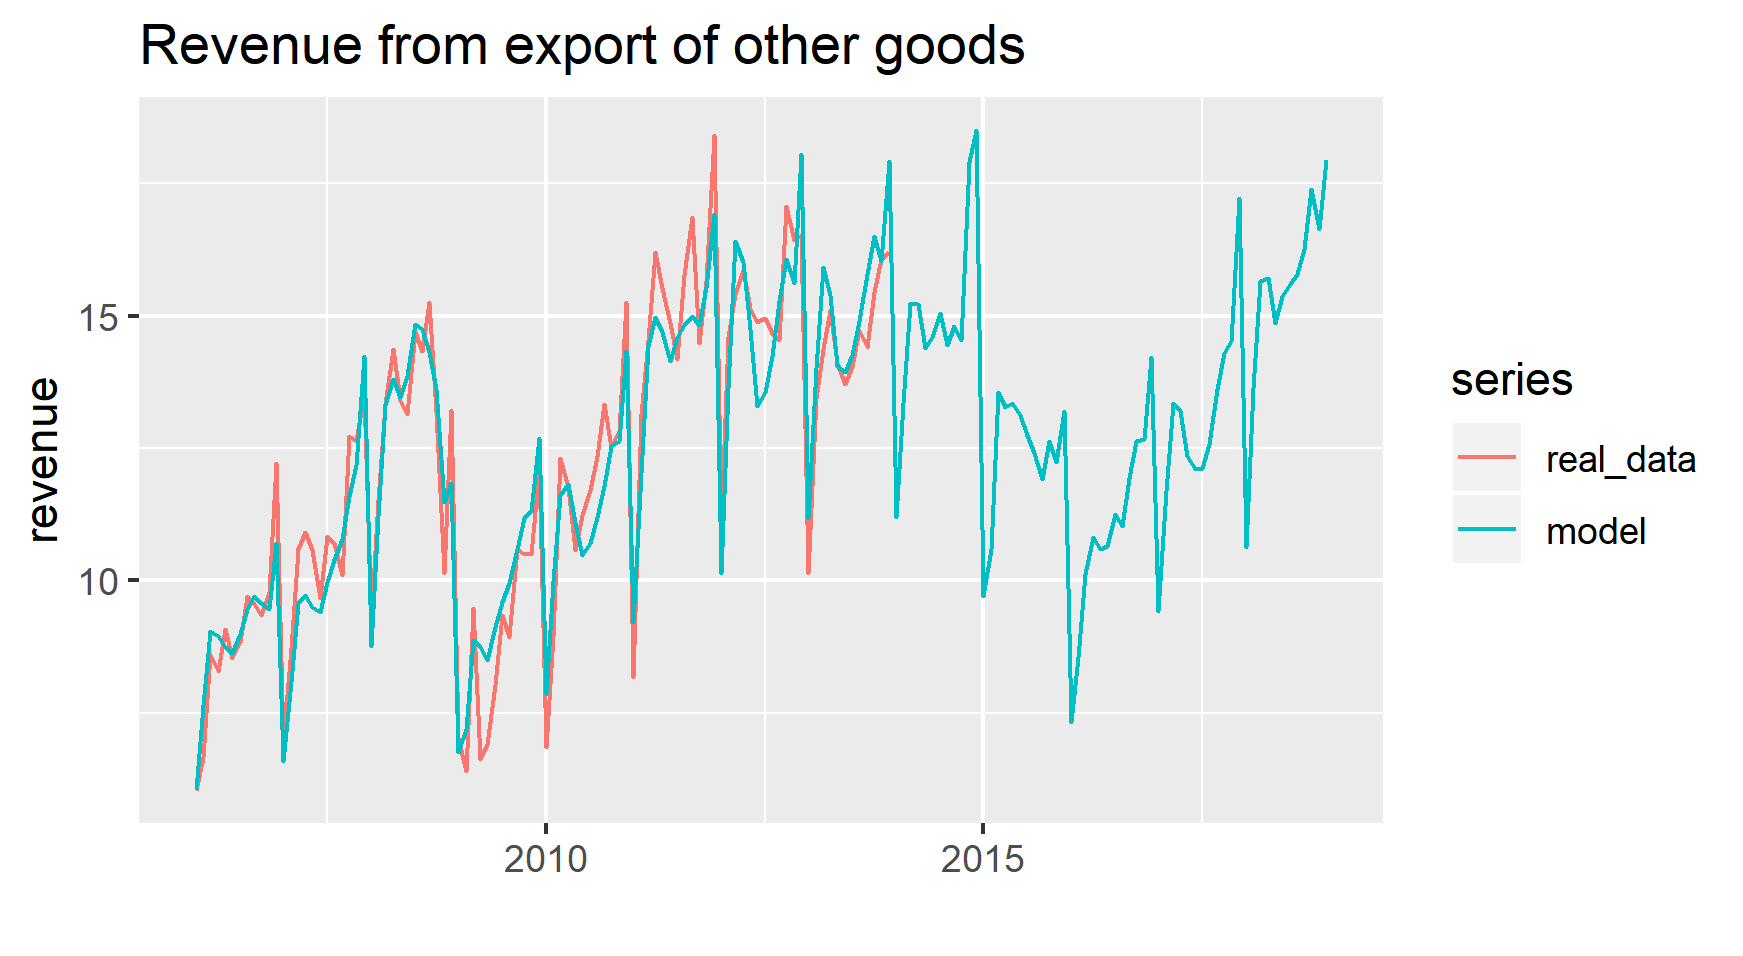 Revenue from export of other goods
revenue
15
10
2010
2015
series
real_data
model